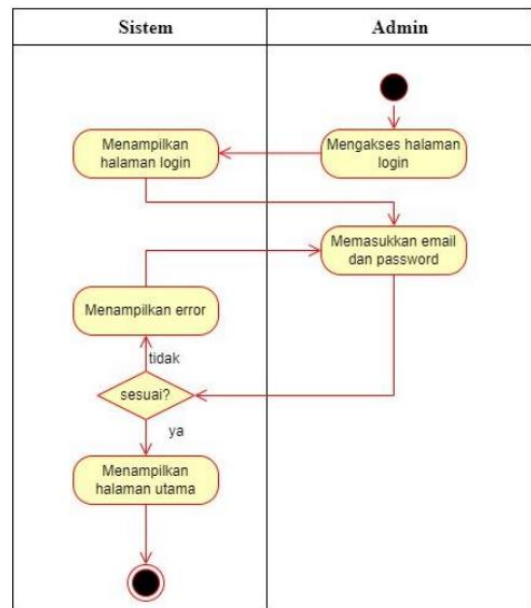 Sistem
Admin
Mengakses halaman
login
Menampilkan
halaman login
Memasukkan email
dan password
Menampilkan error
tidak
sesuai?
ya
Menampilkan
halaman utama